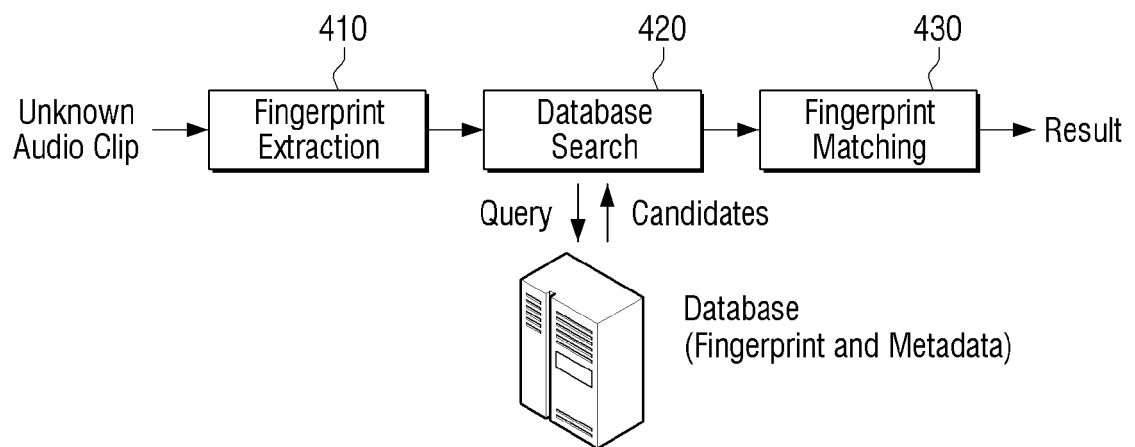 410
420
430
Unknown
Audio Clip
Fingerprint
Extraction
Database
Search
Fingerprint
Matching
Result
Query
Candidates
Database
(Fingerprint and Metadata)